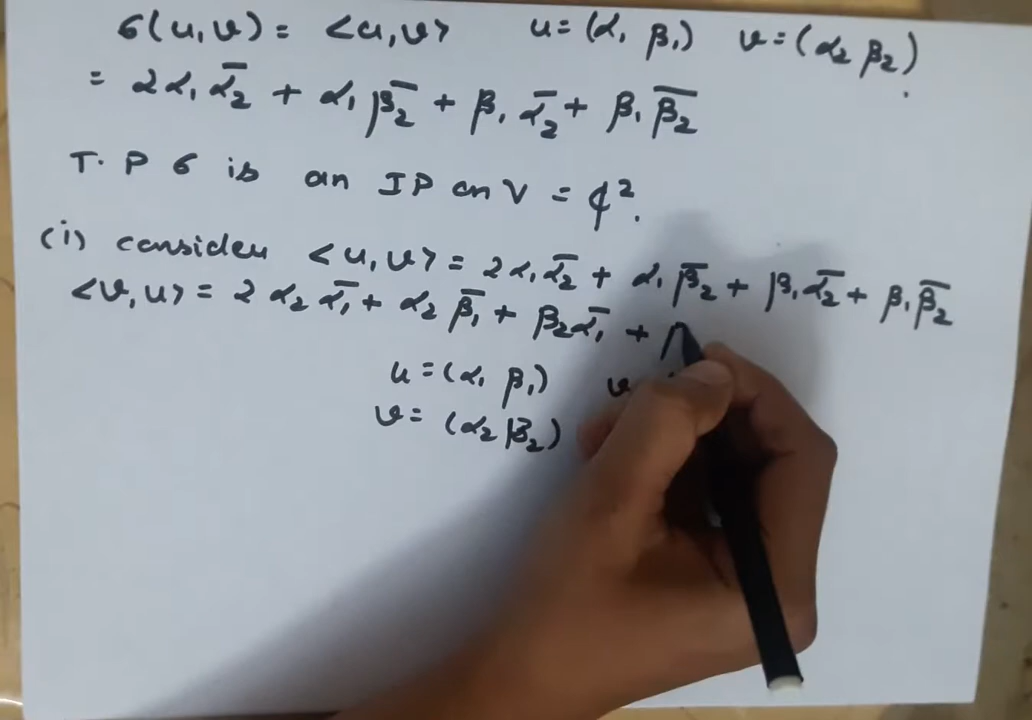 σ(u,v) = <u,v>   u = (α₁ β₁)   v = (α₂ β₂).
= 2α₁ᾱ₂ + α₁β̄₂ + β₁ᾱ₂ + β₁β̄₂
T. P σ is an IP on V = ₵².
(i) consider <u,v> = 2α₁ᾱ₂ + α₁β̄₂ + β₁ᾱ₂ + β₁β̄₂
<v,u> = 2α₂ᾱ₁ + α₂β̄₁ + β₂ᾱ₁ +
u = (α₁ β₁)
v = (α₂ β₂)